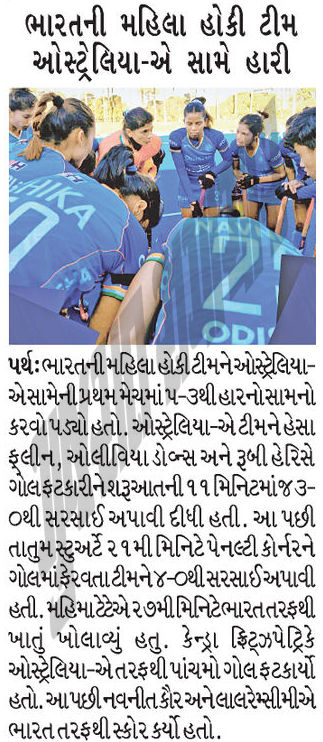 ભારતની મહિલા હોકી ટીમ
ઓસ્ટ્રેલિયા-એ સામે હારી
HIKA
NAV
2
ODIS
પર્થ: ભારતની મહિલા હોકી ટીમને ઓસ્ટ્રેલિયા-
એ સામેની પ્રથમ મેચમાં ૫-૩થી હારનો સામનો
કરવો પડ્યો હતો. ઓસ્ટ્રેલિયા-એ ટીમને હેસા
ફ્લીન, ઓલીવિયા ડોવ્નસ અને રૂબી હેરિસે
ગોલ ફટકારીને શરૂઆતની ૧૧ મિનિટમાં જ ૩-
૦થી સરસાઈ અપાવી દીધી હતી. આ પછી
તાતુમ સ્ટુઅર્ટે ૨૧મી મિનિટે પેનલ્ટી કોર્નરને
ગોલમાં ફેરવતા ટીમને ૪-૦થી સરસાઈ અપાવી
હતી. મહિમા ટેટેએ ૨૭મી મિનિટે ભારત તરફથી
ખાતું ખોલાવ્યું હતુ. કેન્દ્રા ફ્રિટ્ઝપેટ્રિકે
ઓસ્ટ્રેલિયા-એ તરફથી પાંચમો ગોલ ફટકાર્યો
હતો. આ પછી નવનીત કૌર અને લાલરેમ્સીમીએ
ભારત તરફથી સ્કોર કર્યો હતો.